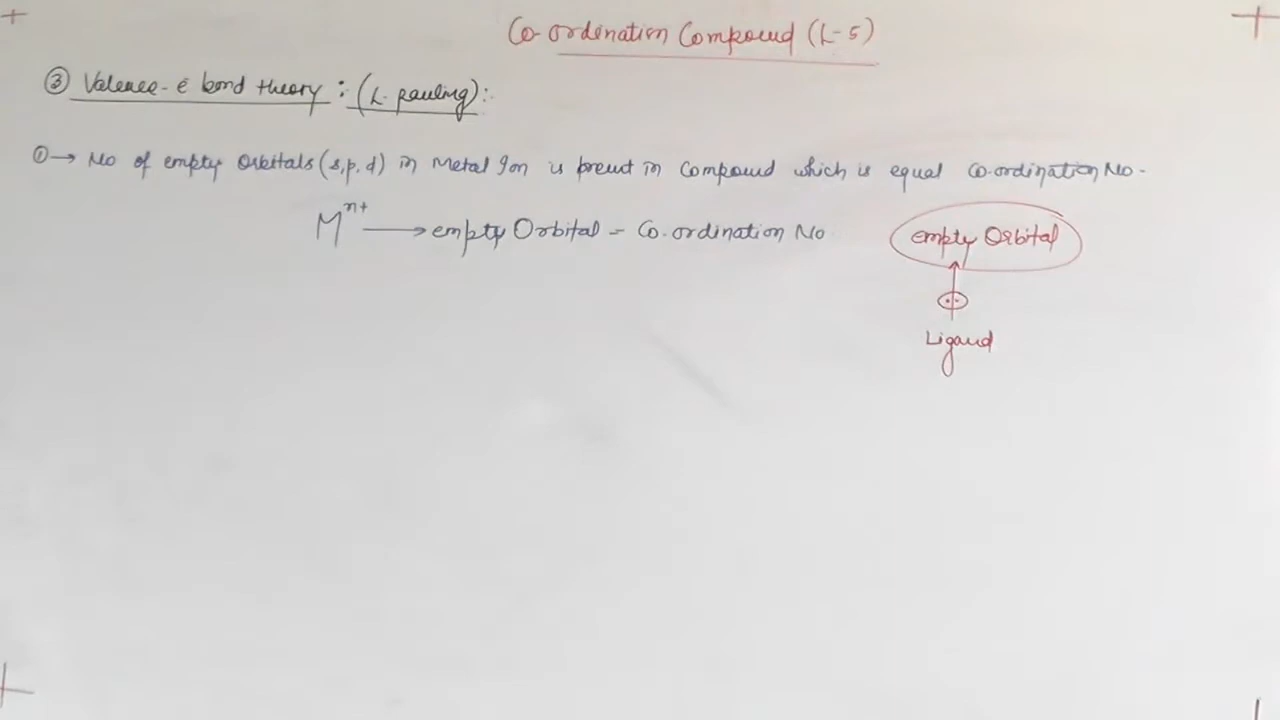 Co-ordination Compound (L-5)
③ Valence-ē bond theory : (L. pauling):
①→ No of empty Orbitals (s,p,d) in Metal Ion is preut in Compound which is equal Co-ordination No-
Mⁿ⁺ ⟶ empty Orbital = Co-ordination No
empty Orbital
Ligand